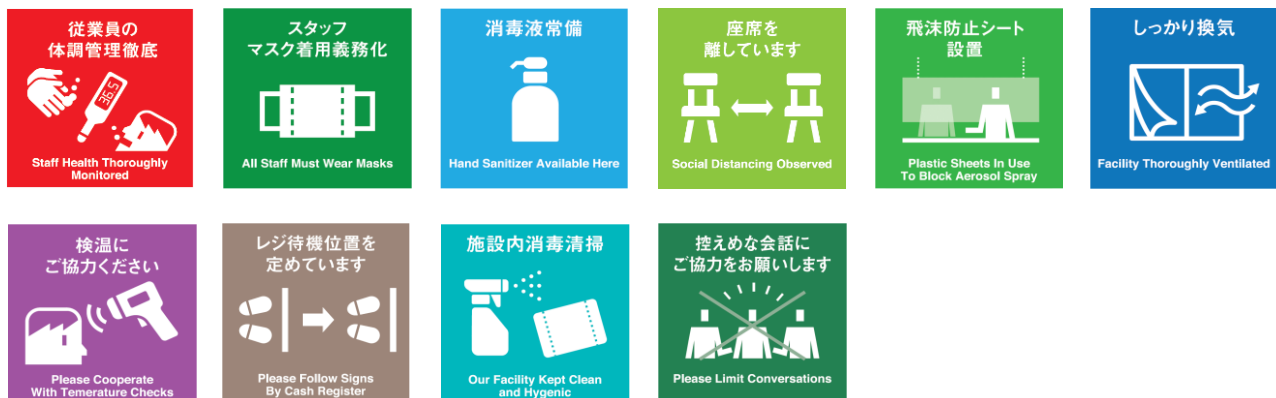 従業員の
体調管理徹底
36.5
Staff Health Thoroughly
Monitored
スタッフ
マスク着用義務化
All Staff Must Wear Masks
消毒液常備
Hand Sanitizer Available Here
座席を
離しています
Social Distancing Observed
飛沫防止シート
設置
Plastic Sheets In Use
To Block Aerosol Spray
しっかり換気
Facility Thoroughly Ventilated
検温に
ご協力ください
Please Cooperate
With Temerature Checks
レジ待機位置を
定めています
Please Follow Signs
By Cash Register
施設内消毒清掃
Our Facility Kept Clean
and Hygenic
控えめな会話に
ご協力をお願いします
Please Limit Conversations